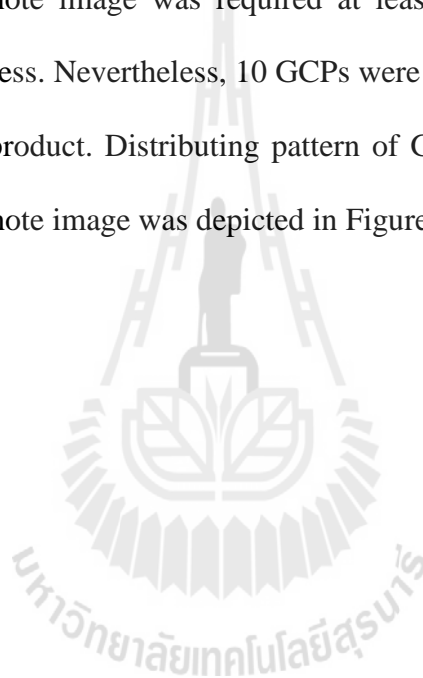 note image was required at leas
ess. Nevertheless, 10 GCPs were
product. Distributing pattern of
note image was depicted in Figure
มหาวิทยาลัยเทคโนโลยีสุรนารี